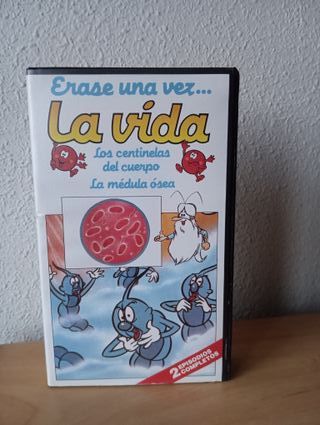 Erase una vez...
La vida
Los centinelas
del cuerpo
La médula ósea
2 EPISODIOS
COMPLETOS